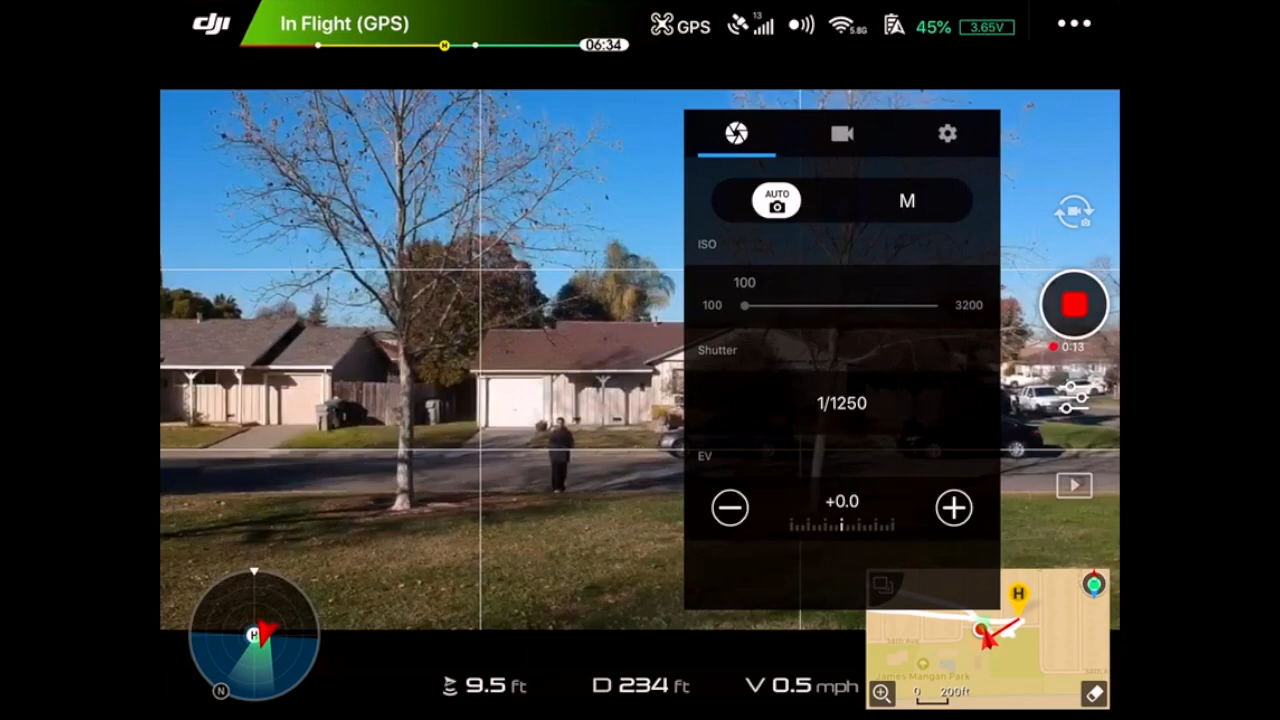 dji In Flight (GPS) GPS 13 5.8G 45% 3.65V
H 06:34
AUTO M
ISO
100
100 3200
0:13
Shutter
1/1250
EV
+0.0
H
H
54th Ave
James Mangan Park
N
9.5 ft D 234 ft V 0.5 mph
0 200ft